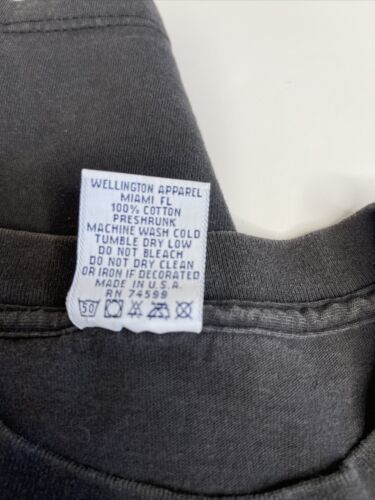 WELLINGTON APPAREL
MIAMI FL
100% COTTON
PRESHRUNK
MACHINE WASH COLD
TUMBLE DRY LOW
DO NOT BLEACH
DO NOT DRY CLEAN
OR IRON IF DECORATED
MADE IN U.S.A.
RN 74599
50